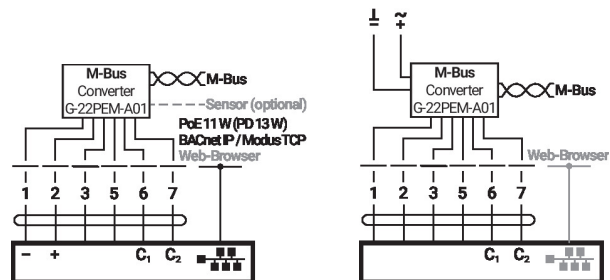 ⊥ ~
– +
M-Bus
Converter
G-22PEM-A01
M-Bus
Sensor (optional)
PoE 11 W (PD 13 W)
BACnet IP / Modus TCP
Web-Browser
1 2 3 5 6 7
– + C₁ C₂
M-Bus
Converter
G-22PEM-A01
M-Bus
Web-Browser
1 2 3 5 6 7
C₁ C₂